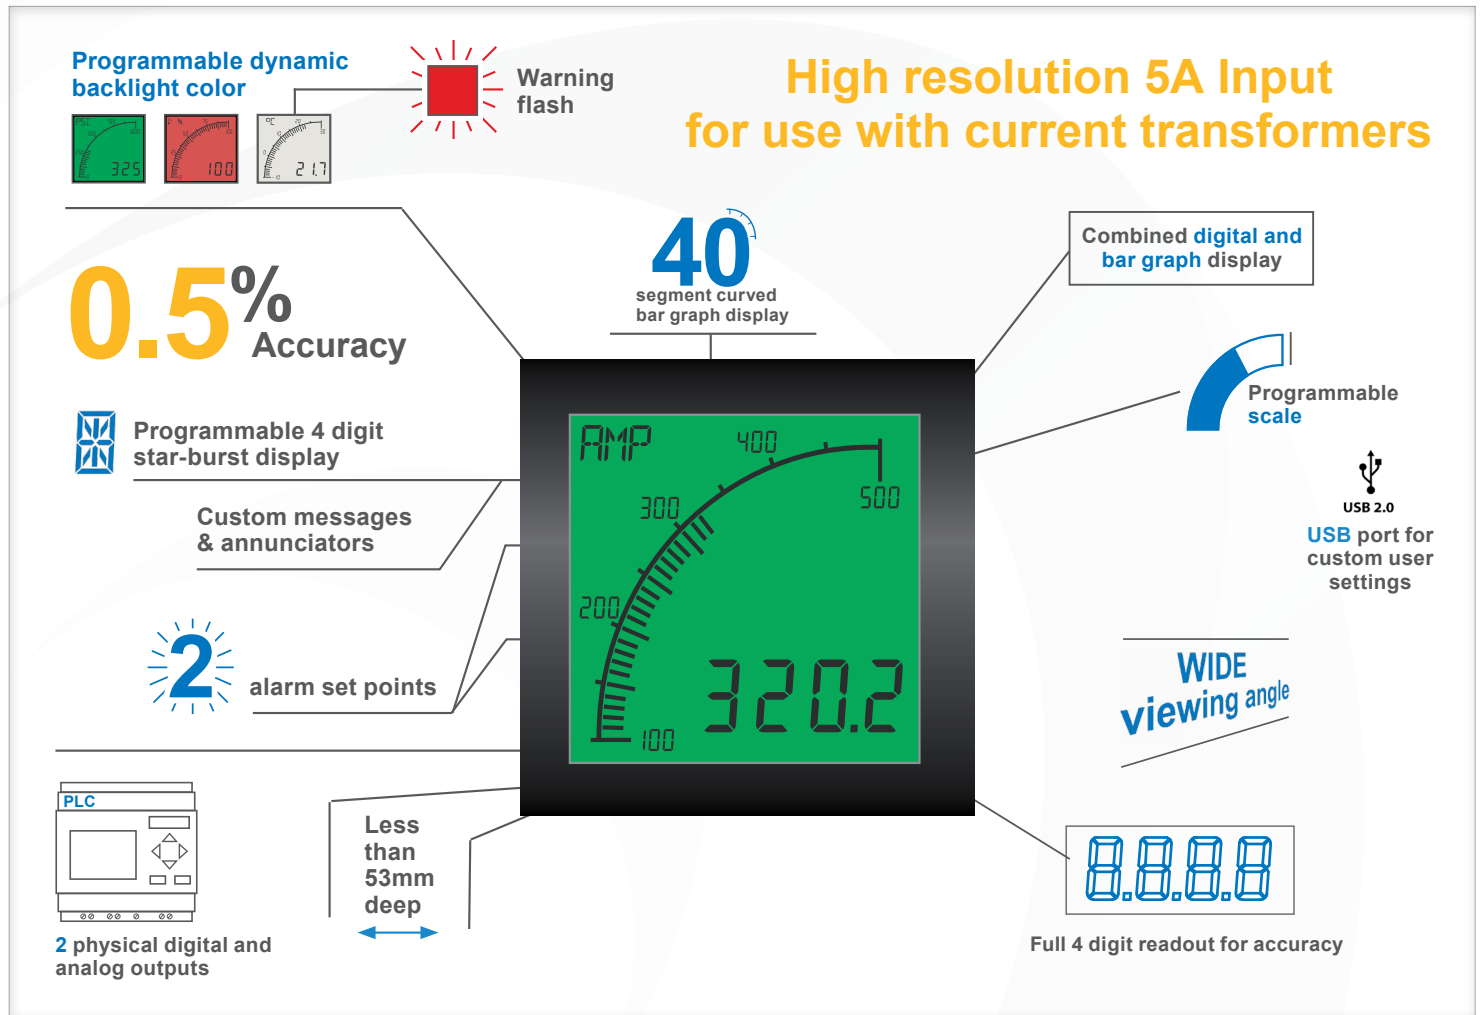 Programmable dynamic
backlight color
Warning
flash
PSI
325
%
100
°C
21.7
High resolution 5A Input
for use with current transformers
0.5%
Accuracy
40
segment curved
bar graph display
Combined digital and
bar graph display
Programmable
scale
Programmable 4 digit
star-burst display
Custom messages
& annunciators
2
alarm set points
AMP
400
500
300
200
100
320.2
USB 2.0
USB port for
custom user
settings
WIDE
viewing angle
PLC
2 physical digital and
analog outputs
Less
than
53mm
deep
8.8.8.8
Full 4 digit readout for accuracy